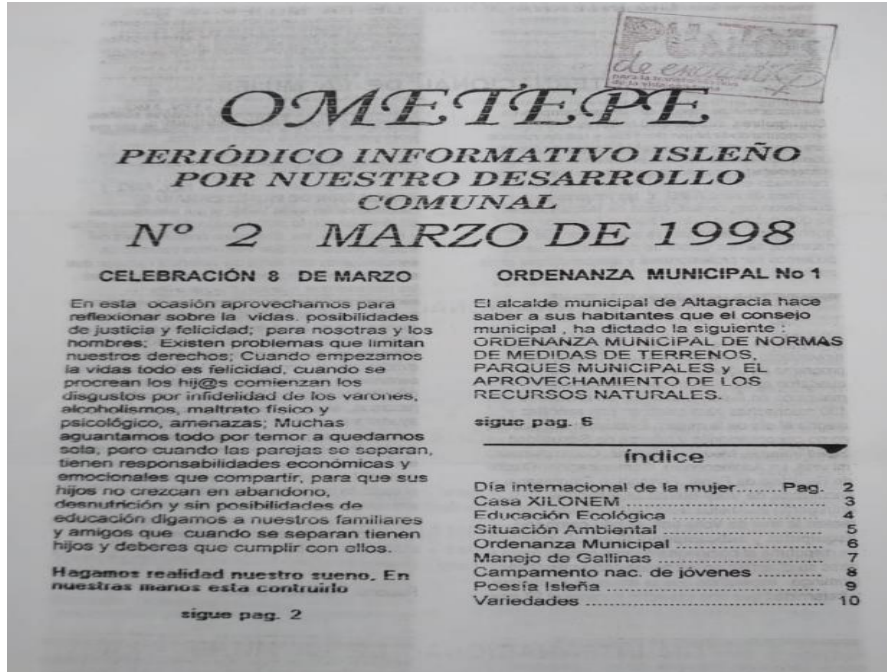 PUNTOS
de encuentro
OMETEPE
PERIÓDICO INFORMATIVO ISLEÑO
POR NUESTRO DESARROLLO
COMUNAL
Nº 2 MARZO DE 1998
CELEBRACIÓN 8 DE MARZO
En esta ocasión aprovechamos para
reflexionar sobre la vidas. posibilidades
de justicia y felicidad; para nosotras y los
hombres; Existen problemas que limitan
nuestros derechos; Cuando empezamos
la vidas todo es felicidad, cuando se
procrean los hij@s comienzan los
disgustos por infidelidad de los varones,
alcoholismos, maltrato físico y
psicológico, amenazas; Muchas
aguantamos todo por temor a quedarnos
sola, pero cuando las parejas se separan,
tienen responsabilidades económicas y
emocionales que compartir, para que sus
hijos no crezcan en abandono,
desnutrición y sin posibilidades de
educación digamos a nuestros familiares
y amigos que cuando se separan tienen
hijos y deberes que cumplir con ellos.
Hagamos realidad nuestro sueno, En
nuestras manos esta contruirlo
sigue pag. 2
ORDENANZA MUNICIPAL No 1
El alcalde municipal de Altagracia hace
saber a sus habitantes que el consejo
municipal , ha dictado la siguiente :
ORDENANZA MUNICIPAL DE NORMAS
DE MEDIDAS DE TERRENOS,
PARQUES MUNICIPALES y EL
APROVECHAMIENTO DE LOS
RECURSOS NATURALES.
sigue pag. 6
índice
Día internacional de la mujer........Pag. 2
Casa XILONEM ................................ 3
Educación Ecológica ........................ 4
Situación Ambiental ......................... 5
Ordenanza Municipal ....................... 6
Manejo de Gallinas .......................... 7
Campamento nac. de jóvenes ......... 8
Poesía Isleña ................................... 9
Variedades ..................................... 10